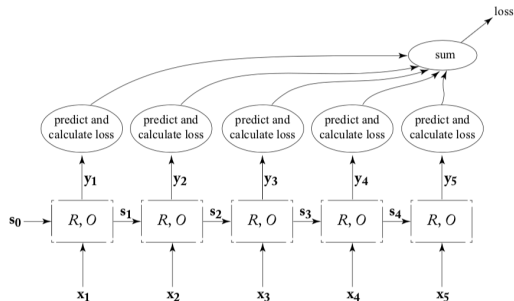 loss
sum
predict and
calculate loss
predict and
calculate loss
predict and
calculate loss
predict and
calculate loss
predict and
calculate loss
y1
y2
y3
y4
y5
s0
R, O
s1
R, O
s2
R, O
s3
R, O
s4
R, O
x1
x2
x3
x4
x5